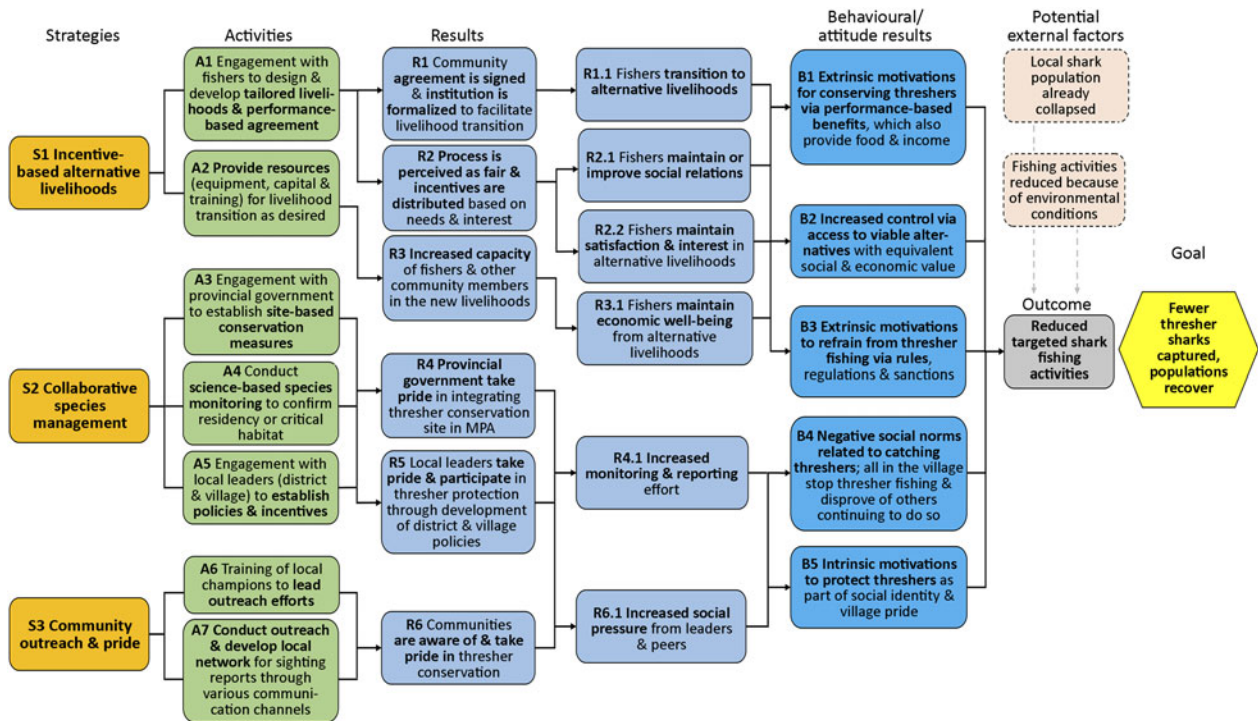 Strategies
Activities
Results
Behavioural/
attitude results
Potential
external factors
S1 Incentive-
based alternative
livelihoods
S2 Collaborative
species
management
S3 Community
outreach & pride
A1 Engagement with
fishers to design &
develop tailored liveli-
hoods & performance-
based agreement
A2 Provide resources
(equipment, capital &
training) for livelihood
transition as desired
A3 Engagement with
provincial government
to establish site-based
conservation
measures
A4 Conduct
science-based species
monitoring to confirm
residency or critical
habitat
A5 Engagement with
local leaders (district
& village) to establish
policies & incentives
A6 Training of local
champions to lead
outreach efforts
A7 Conduct outreach
& develop local
network for sighting
reports through
various communi-
cation channels
R1 Community
agreement is signed
& institution is
formalized to facilitate
livelihood transition
R2 Process is
perceived as fair &
incentives are
distributed based on
needs & interest
R3 Increased capacity
of fishers & other
community members
in the new livelihoods
R4 Provincial
government take
pride in integrating
thresher conservation
site in MPA
R5 Local leaders take
pride & participate in
thresher protection
through development
of district & village
policies
R6 Communities
are aware of & take
pride in thresher
conservation
R1.1 Fishers transition to
alternative livelihoods
R2.1 Fishers maintain or
improve social relations
R2.2 Fishers maintain
satisfaction & interest in
alternative livelihoods
R3.1 Fishers maintain
economic well-being
from alternative
livelihoods
R4.1 Increased
monitoring & reporting
effort
R6.1 Increased social
pressure from leaders
& peers
B1 Extrinsic motivations
for conserving threshers
via performance-based
benefits, which also
provide food & income
B2 Increased control via
access to viable alter-
natives with equivalent
social & economic value
B3 Extrinsic motivations
to refrain from thresher
fishing via rules,
regulations & sanctions
B4 Negative social norms
related to catching
threshers; all in the village
stop thresher fishing &
disprove of others
continuing to do so
B5 Intrinsic motivations
to protect threshers as
part of social identity &
village pride
Local shark
population
already
collapsed
Fishing activities
reduced because
of environmental
conditions
Outcome
Reduced
targeted shark
fishing
activities
Goal
Fewer
thresher
sharks
captured,
populations
recover